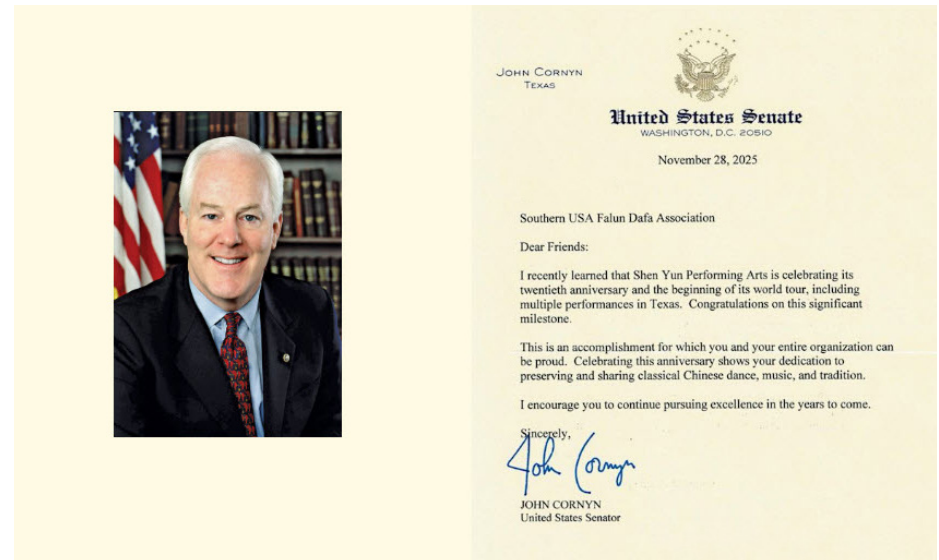 JOHN CORNYN
TEXAS
United States Senate
WASHINGTON, D.C. 20510
November 28, 2025
Southern USA Falun Dafa Association
Dear Friends:
I recently learned that Shen Yun Performing Arts is celebrating its
twentieth anniversary and the beginning of its world tour, including
multiple performances in Texas. Congratulations on this significant
milestone.
This is an accomplishment for which you and your entire organization can
be proud. Celebrating this anniversary shows your dedication to
preserving and sharing classical Chinese dance, music, and tradition.
I encourage you to continue pursuing excellence in the years to come.
Sincerely,
John Cornyn
JOHN CORNYN
United States Senator